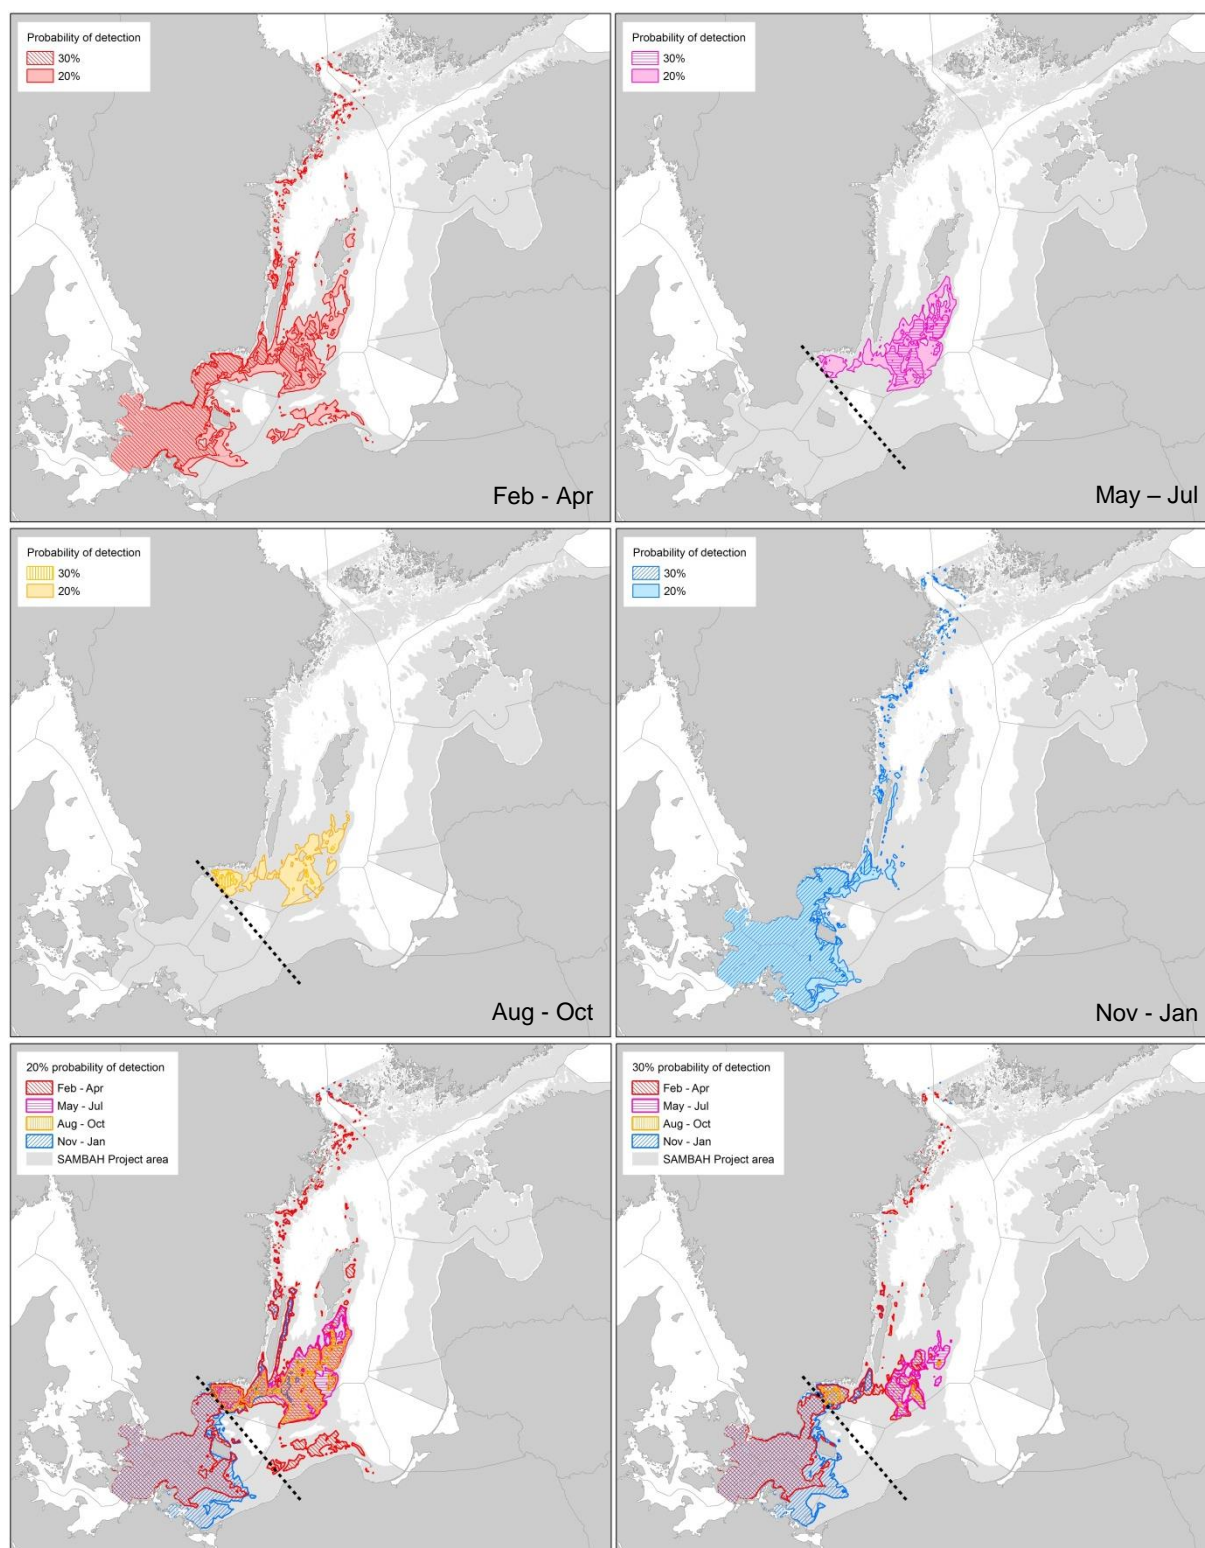 Probability of detection
30%
20%
Feb - Apr
Probability of detection
30%
20%
May – Jul
Probability of detection
30%
20%
Aug - Oct
Probability of detection
30%
20%
Nov - Jan
20% probability of detection
Feb - Apr
May - Jul
Aug - Oct
Nov - Jan
SAMBAH Project area
30% probability of detection
Feb - Apr
May - Jul
Aug - Oct
Nov - Jan
SAMBAH Project area